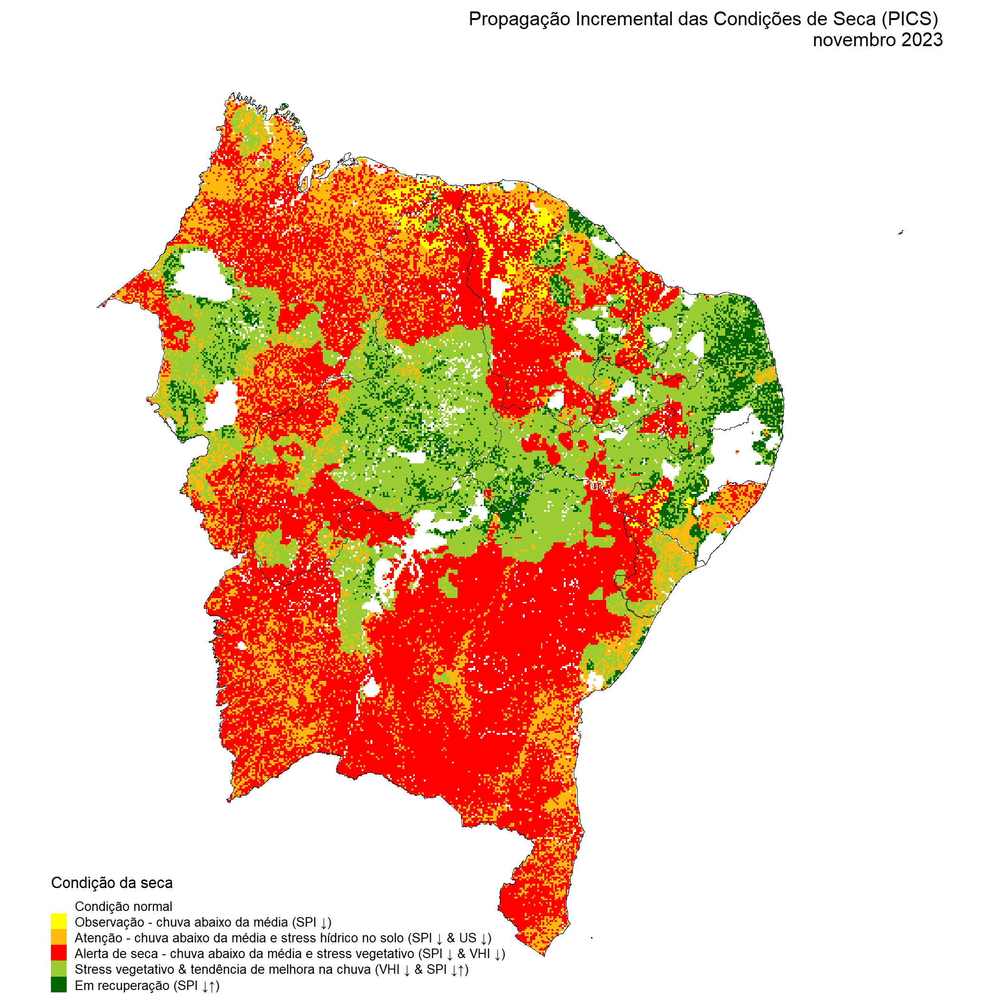 Propagação Incremental das Condições de Seca (PICS)
novembro 2023
Condição da seca
Condição normal
Observação - chuva abaixo da média (SPI ↓)
Atenção - chuva abaixo da média e stress hídrico no solo (SPI ↓ & US ↓)
Alerta de seca - chuva abaixo da média e stress vegetativo (SPI ↓ & VHI ↓)
Stress vegetativo & tendência de melhora na chuva (VHI ↓ & SPI ↓↑)
Em recuperação (SPI ↓↑)